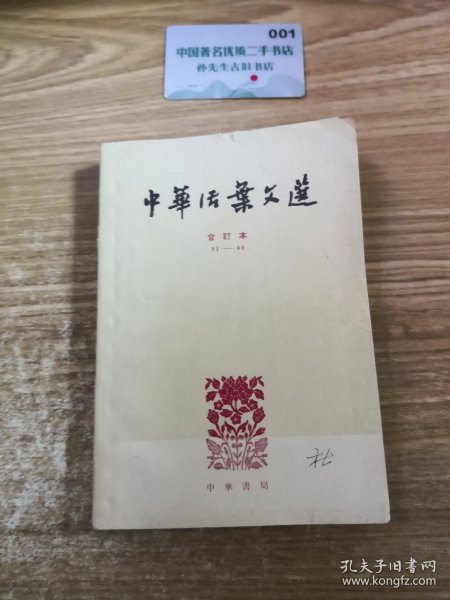 001
中国著名优质二手书店
孙先生古旧书店
中華活葉文選
合訂本
中華書局
孔夫子旧书网
www.kongfz.com